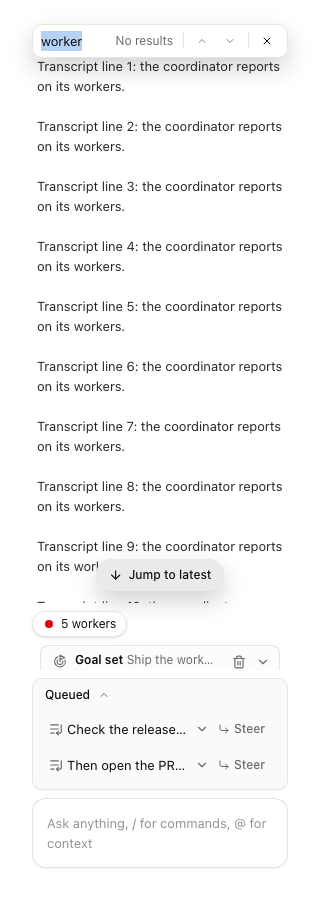 worker No results
Transcript line 1: the coordinator reports
on its workers.
Transcript line 2: the coordinator reports
on its workers.
Transcript line 3: the coordinator reports
on its workers.
Transcript line 4: the coordinator reports
on its workers.
Transcript line 5: the coordinator reports
on its workers.
Transcript line 6: the coordinator reports
on its workers.
Transcript line 7: the coordinator reports
on its workers.
Transcript line 8: the coordinator reports
on its workers.
Transcript line 9: the coordinator reports
on its
Jump to latest
5 workers
Goal set Ship the work...
Queued
Check the release... Steer
Then open the PR... Steer
Ask anything, / for commands, @ for
context